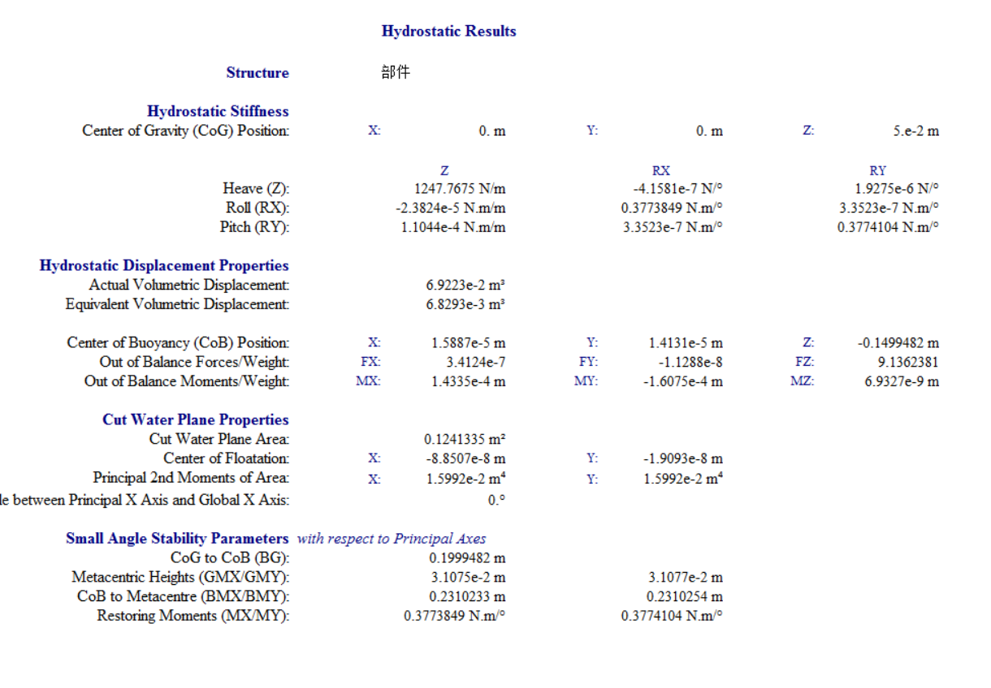 Hydrostatic Results
Structure 部件
Hydrostatic Stiffness
Center of Gravity (CoG) Position: X: 0. m Y: 0. m Z: 5.e-2 m
Z RX RY
Heave (Z): 1247.7675 N/m -4.1581e-7 N/° 1.9275e-6 N/°
Roll (RX): -2.3824e-5 N.m/m 0.3773849 N.m/° 3.3523e-7 N.m/°
Pitch (RY): 1.1044e-4 N.m/m 3.3523e-7 N.m/° 0.3774104 N.m/°
Hydrostatic Displacement Properties
Actual Volumetric Displacement: 6.9223e-2 m³
Equivalent Volumetric Displacement: 6.8293e-3 m³
Center of Buoyancy (CoB) Position: X: 1.5887e-5 m Y: 1.4131e-5 m Z: -0.1499482 m
Out of Balance Forces/Weight: FX: 3.4124e-7 FY: -1.1288e-8 FZ: 9.1362381
Out of Balance Moments/Weight: MX: 1.4335e-4 m MY: -1.6075e-4 m MZ: 6.9327e-9 m
Cut Water Plane Properties
Cut Water Plane Area: 0.1241335 m²
Center of Floatation: X: -8.8507e-8 m Y: -1.9093e-8 m
Principal 2nd Moments of Area: X: 1.5992e-2 m⁴ Y: 1.5992e-2 m⁴
le between Principal X Axis and Global X Axis: 0.°
Small Angle Stability Parameters with respect to Principal Axes
CoG to CoB (BG): 0.1999482 m
Metacentric Heights (GMX/GMY): 3.1075e-2 m 3.1077e-2 m
CoB to Metacentre (BMX/BMY): 0.2310233 m 0.2310254 m
Restoring Moments (MX/MY): 0.3773849 N.m/° 0.3774104 N.m/°